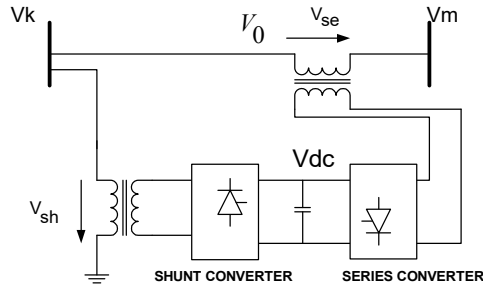 Vk
V0
Vse
Vm
Vdc
Vsh
SHUNT CONVERTER
SERIES CONVERTER